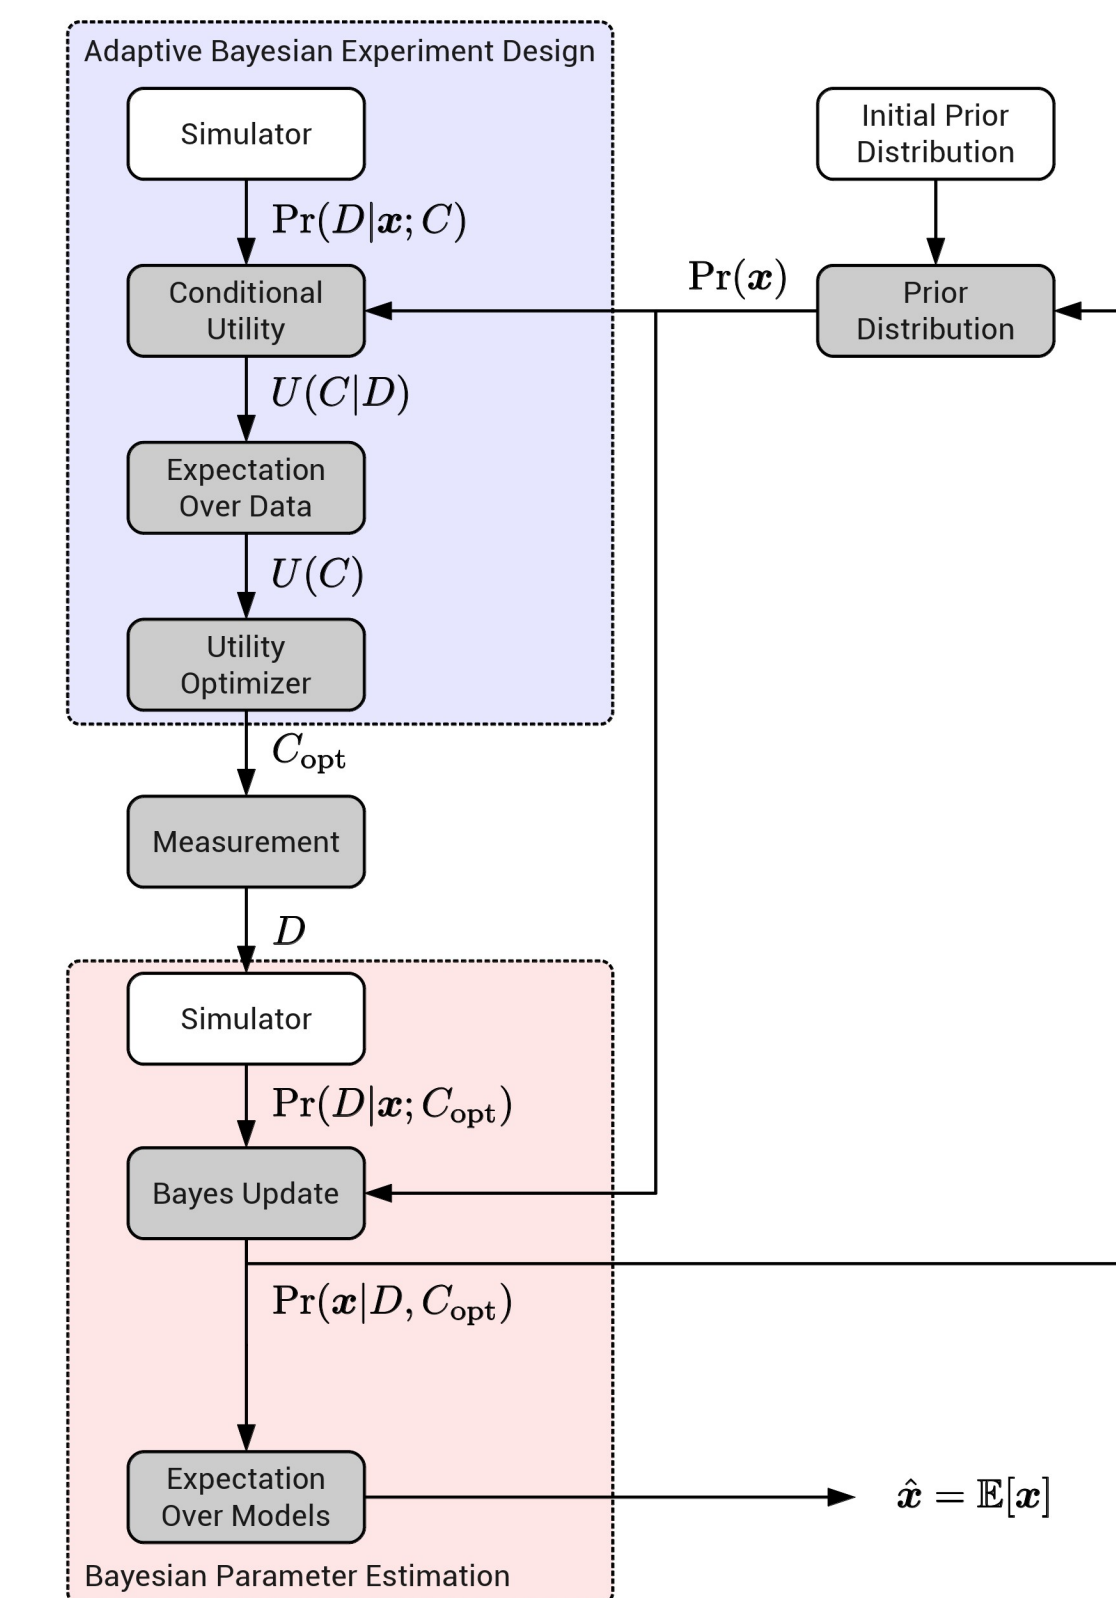 Adaptive Bayesian Experiment Design
Simulator
Initial Prior
Distribution
Pr(D|x; C)
Conditional
Utility
Pr(x)
Prior
Distribution
U(C|D)
Expectation
Over Data
U(C)
Utility
Optimizer
C_opt
Measurement
D
Simulator
Pr(D|x; C_opt)
Bayes Update
Pr(x|D, C_opt)
Expectation
Over Models
x̂ = 𝔼[x]
Bayesian Parameter Estimation